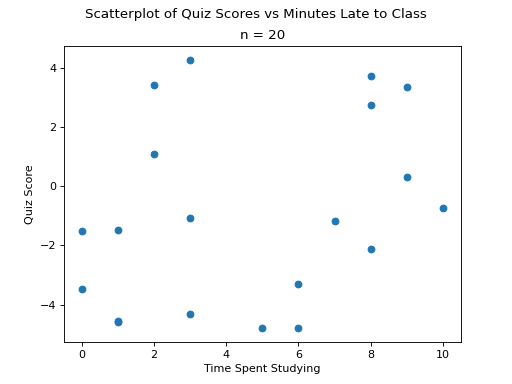 Scatterplot of Quiz Scores vs Minutes Late to Class
n = 20
4
2
0
−2
−4
Quiz Score
0 2 4 6 8 10
Time Spent Studying